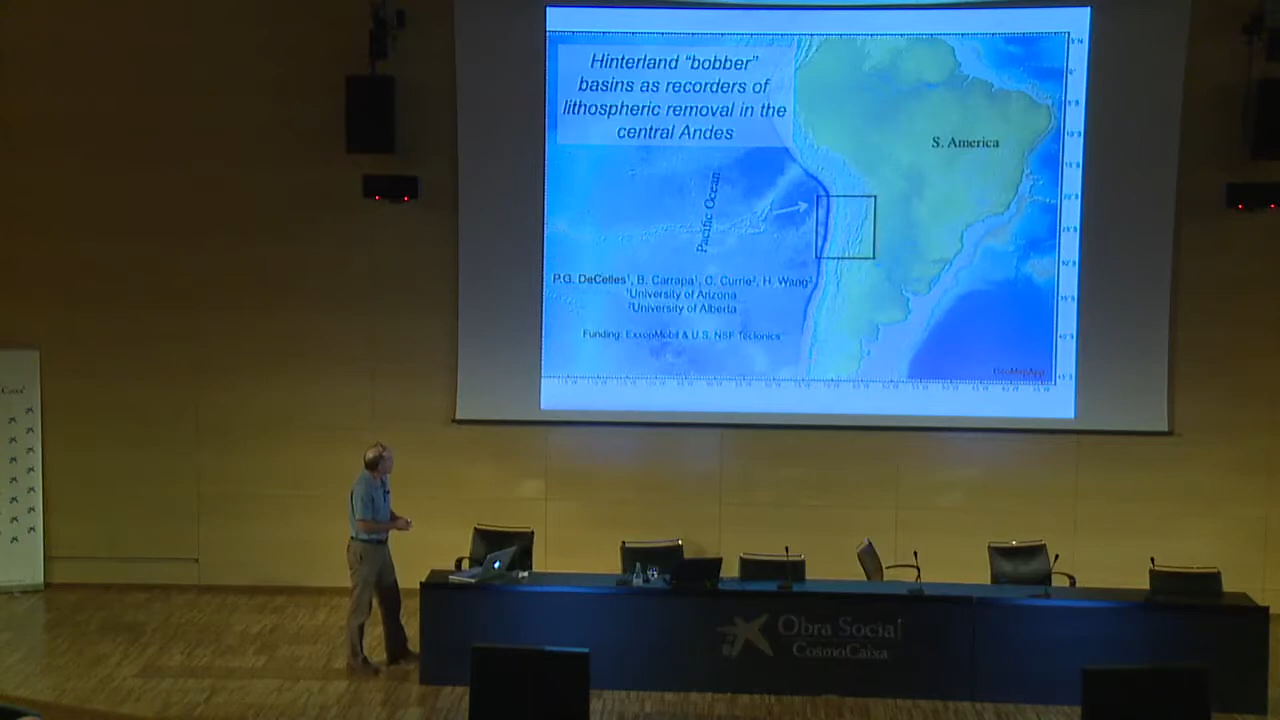 Hinterland “bobber”
basins as recorders of
lithospheric removal in the
central Andes
S. America
Pacific Ocean
P.G. DeCelles¹, B. Carrapa¹, C. Currie², H. Wang²
¹University of Arizona
²University of Alberta
Funding: ExxonMobil & U.S. NSF Tectonics
GeoMapApp
Obra Social
CosmoCaixa